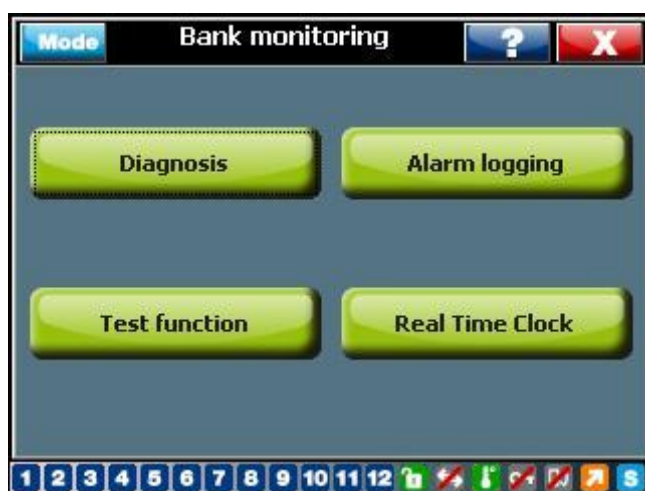 Mode Bank monitoring ? X
Diagnosis Alarm logging
Test function Real Time Clock
1 2 3 4 5 6 7 8 9 10 11 12 S